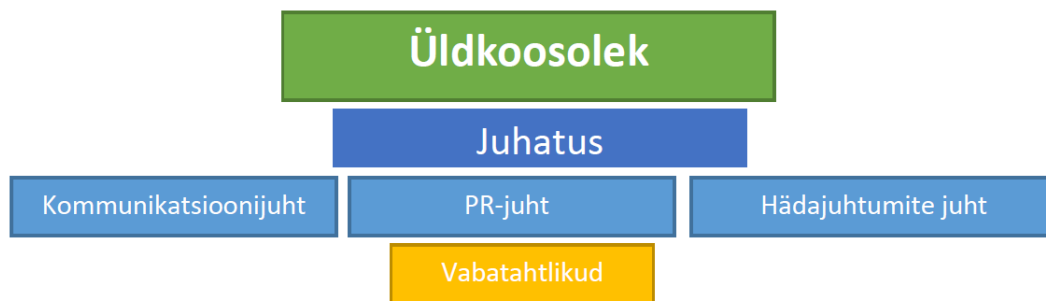 Üldkoosolek
Juhatus
Kommunikatsioonijuht
PR-juht
Hädajuhtumite juht
Vabatahtlikud